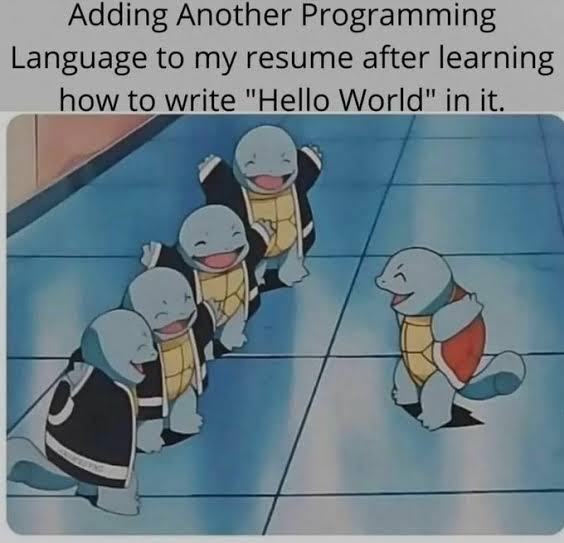 Adding Another Programming
Language to my resume after learning
how to write "Hello World" in it.